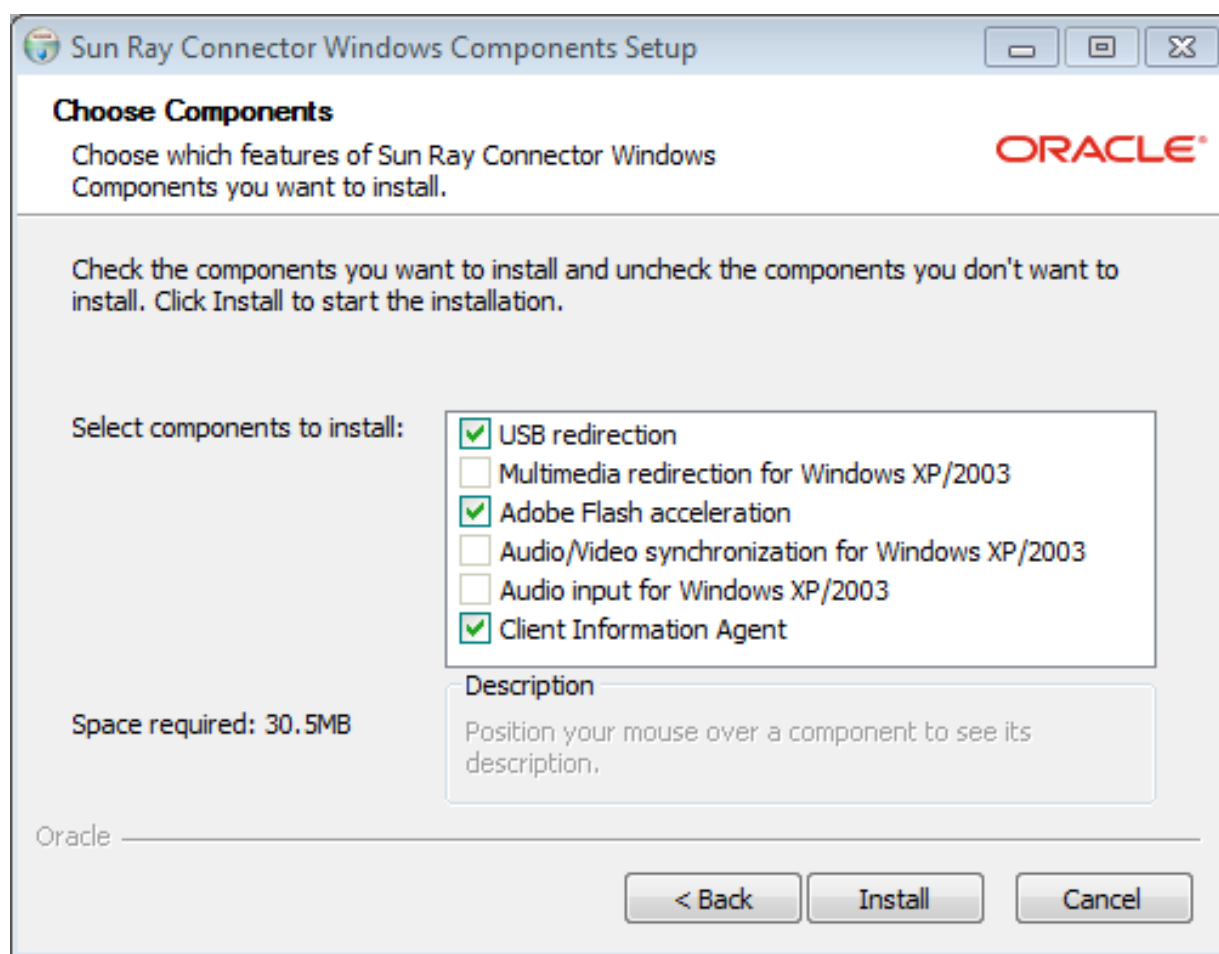 Sun Ray Connector Windows Components Setup
Choose Components
Choose which features of Sun Ray Connector Windows
Components you want to install.
ORACLE
Check the components you want to install and uncheck the components you don't want to
install. Click Install to start the installation.
Select components to install:
USB redirection
Multimedia redirection for Windows XP/2003
Adobe Flash acceleration
Audio/Video synchronization for Windows XP/2003
Audio input for Windows XP/2003
Client Information Agent
Space required: 30.5MB
Description
Position your mouse over a component to see its
description.
Oracle
< Back
Install
Cancel